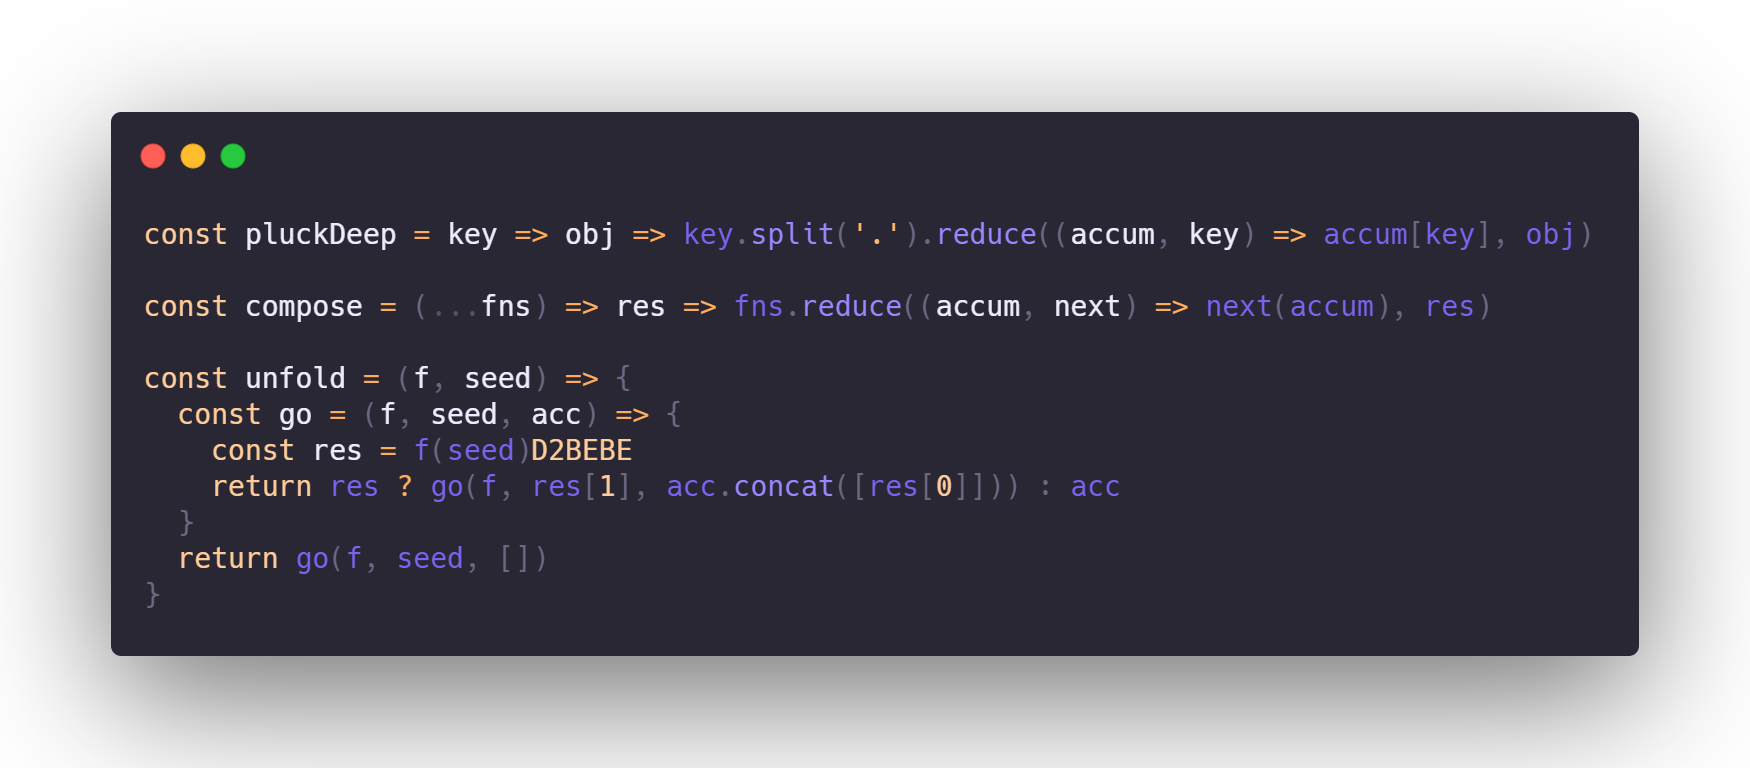 const pluckDeep = key => obj => key.split('.').reduce((accum, key) => accum[key], obj)
const compose = (...fns) => res => fns.reduce((accum, next) => next(accum), res)
const unfold = (f, seed) => {
  const go = (f, seed, acc) => {
    const res = f(seed)D2BEBE
    return res ? go(f, res[1], acc.concat([res[0]])) : acc
  }
  return go(f, seed, [])
}